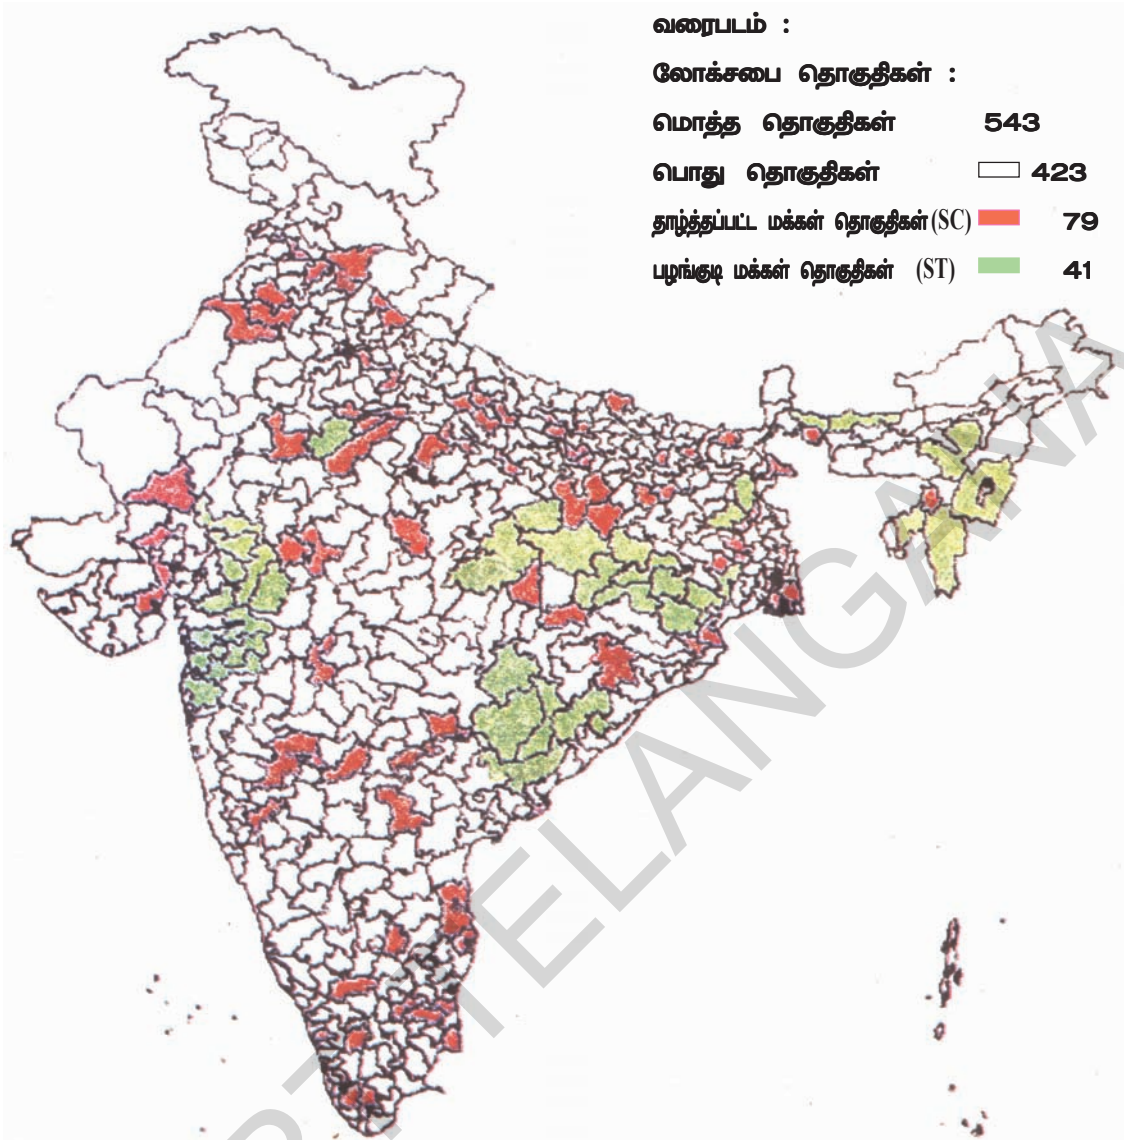 வரைபடம் :
லோக்சபை தொகுதிகள் :
மொத்த தொகுதிகள் 543
பொது தொகுதிகள் 423
தாழ்த்தப்பட்ட மக்கள் தொகுதிகள் (SC) 79
பழங்குடி மக்கள் தொகுதிகள் (ST) 41
TELANGANA